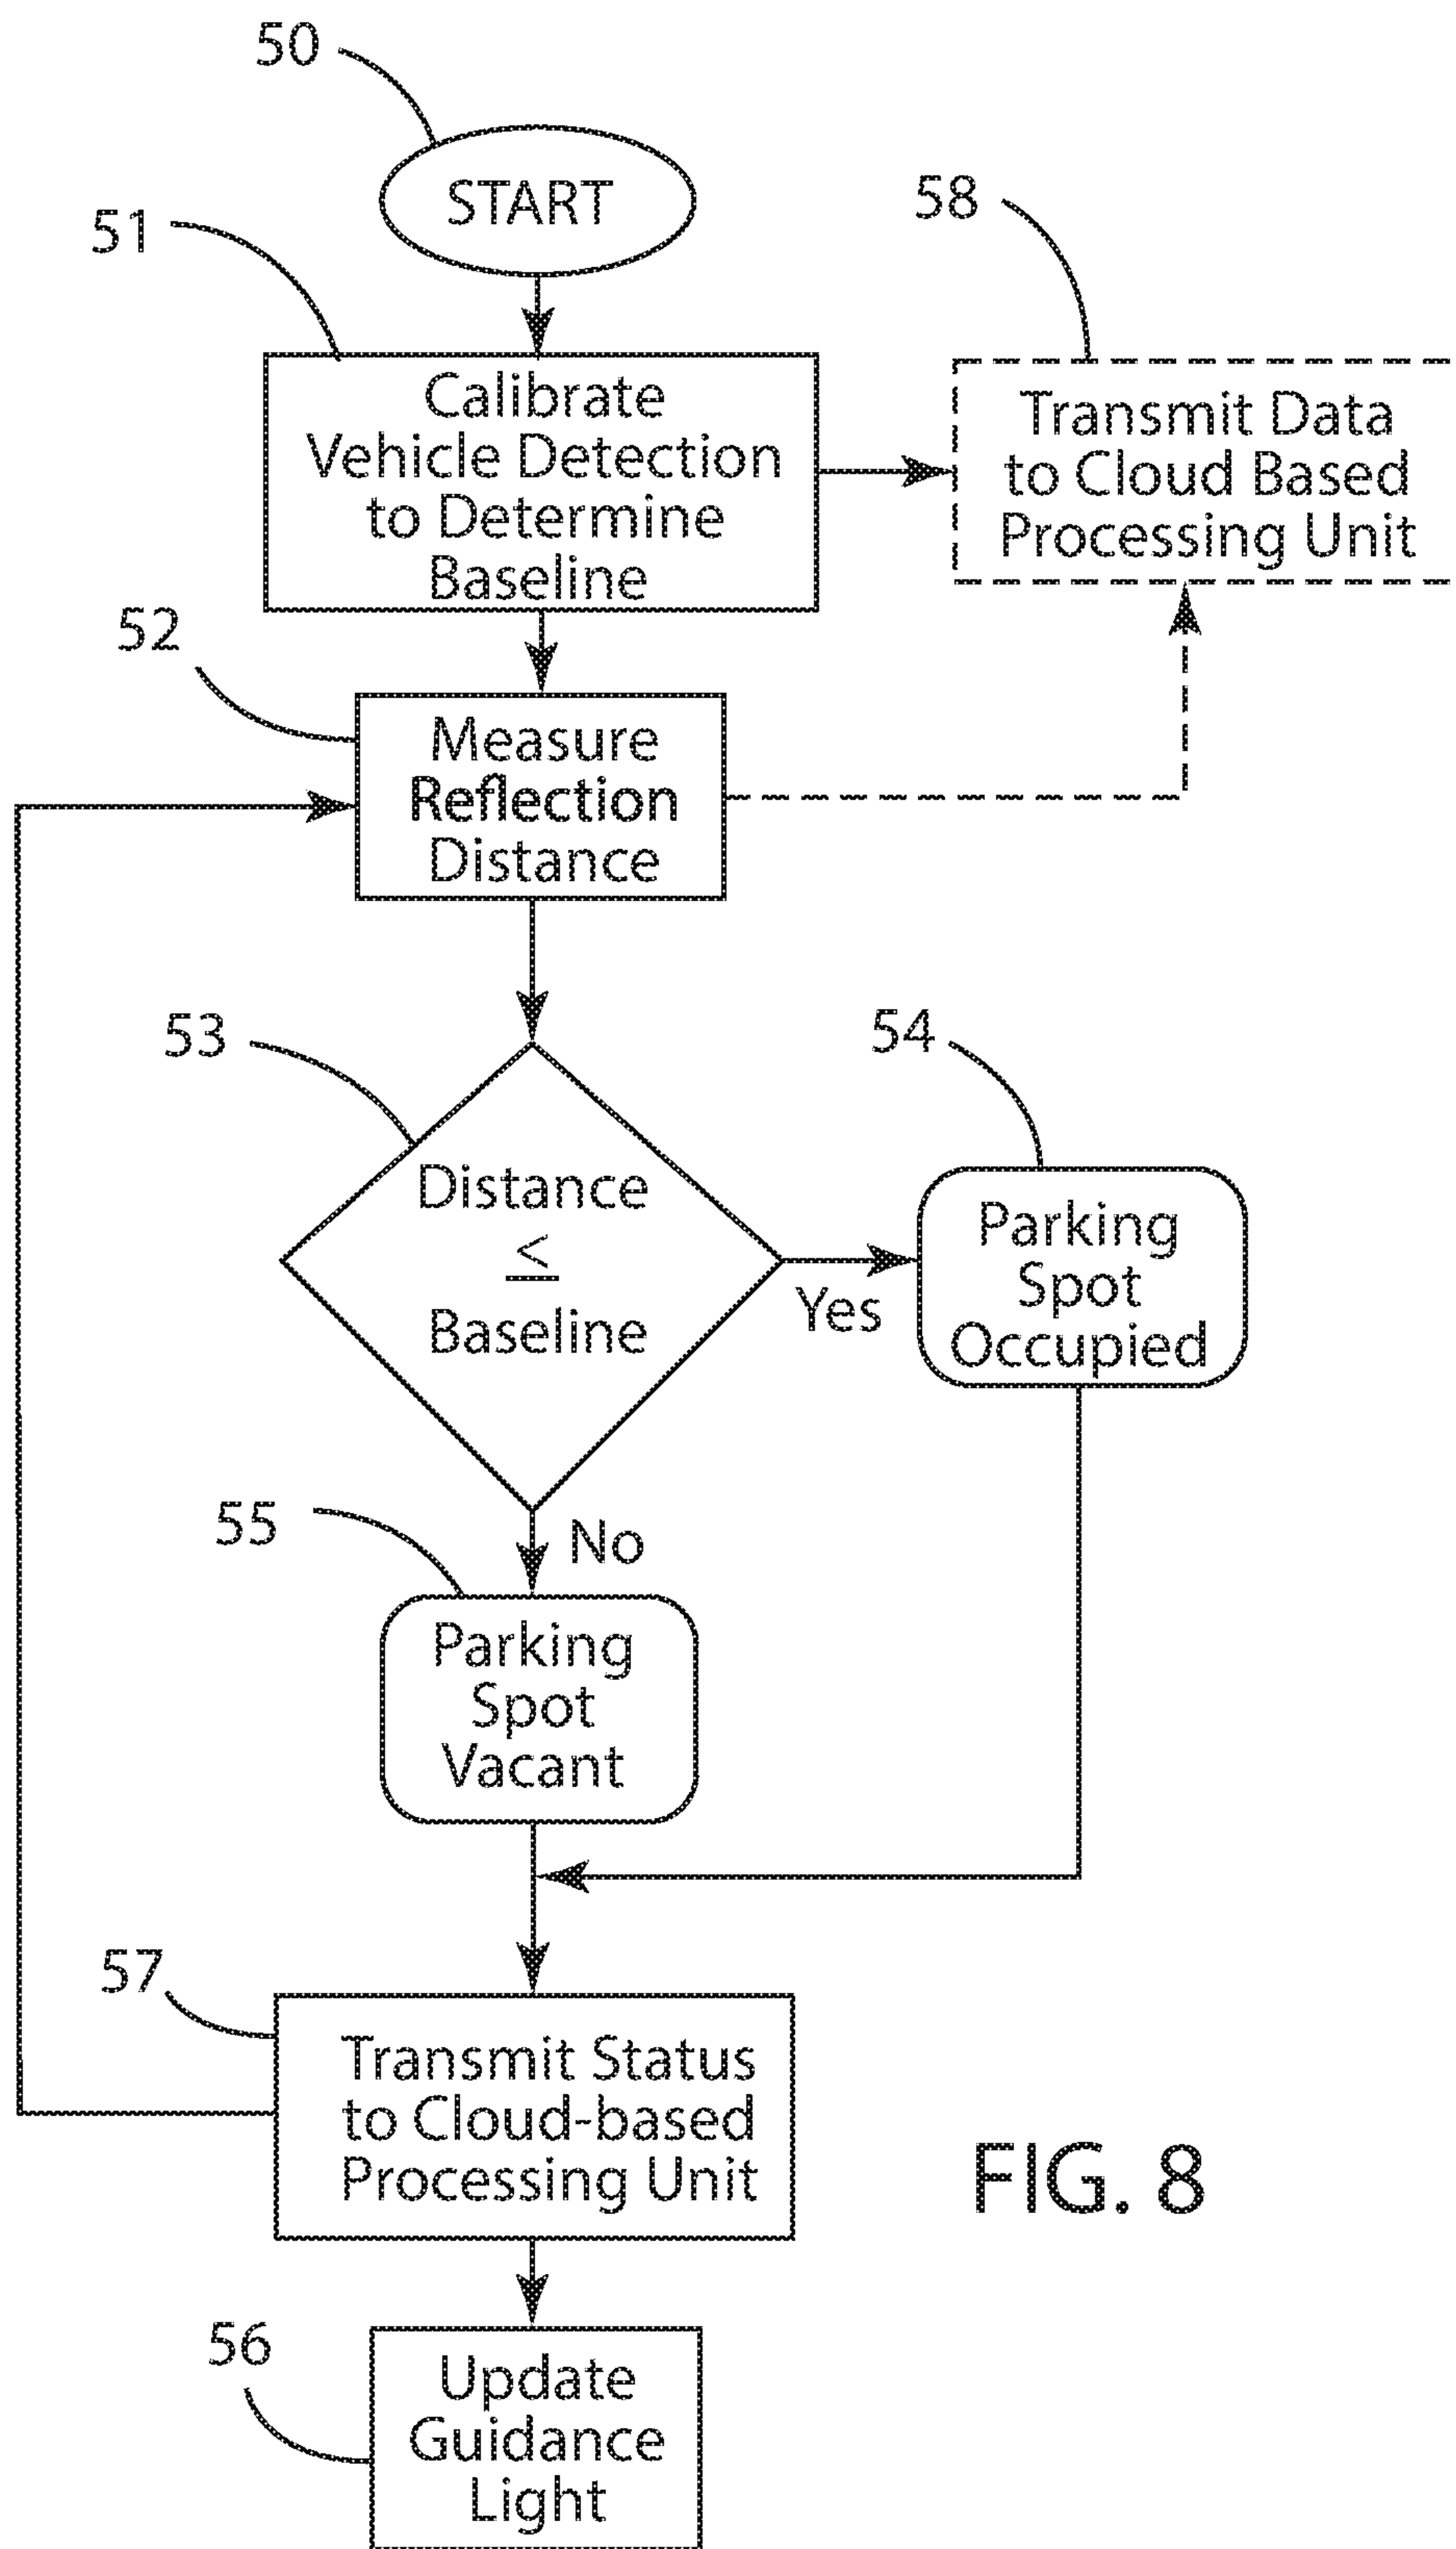 50
START
51
58
Calibrate
Vehicle Detection
to Determine
Baseline
Transmit Data
to Cloud Based
Processing Unit
52
Measure
Reflection
Distance
53
54
Distance
≤
Baseline
Yes
Parking
Spot
Occupied
55
No
Parking
Spot
Vacant
57
Transmit Status
to Cloud-based
Processing Unit
FIG. 8
56
Update
Guidance
Light